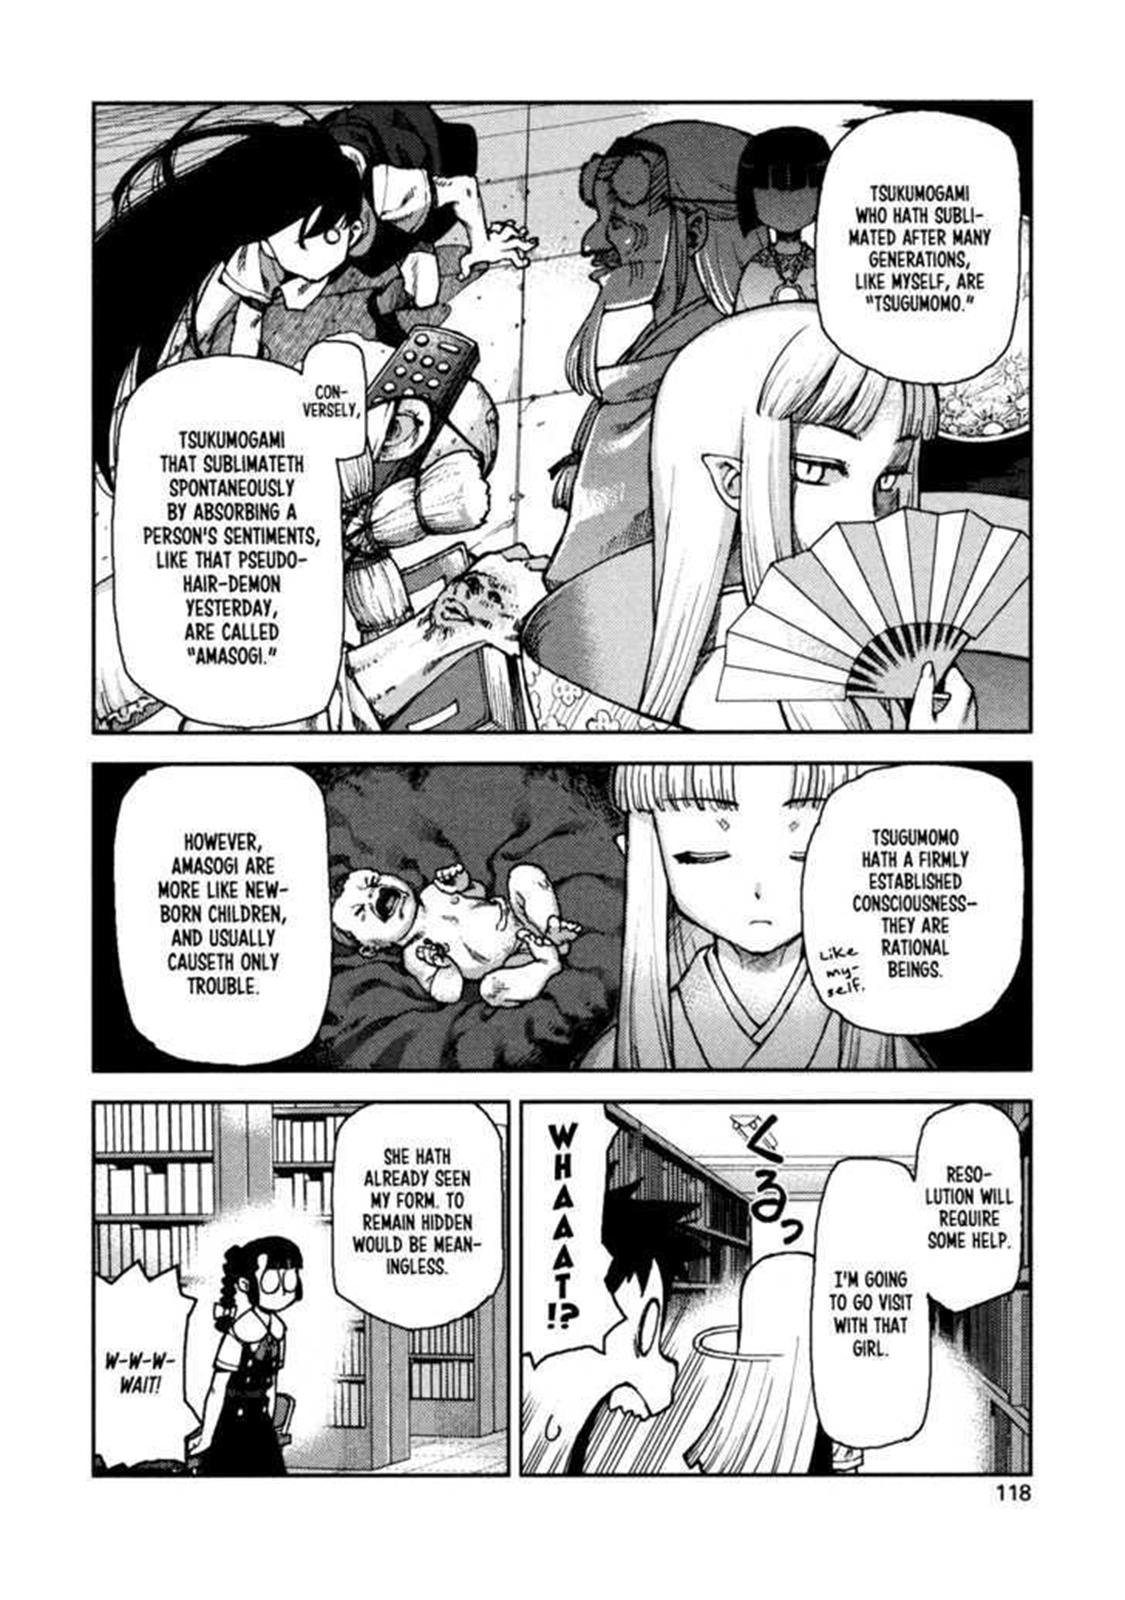 TSUKUMOGAMI
WHO HATH SUBLI-
MATED AFTER MANY
GENERATIONS,
LIKE MYSELF, ARE
"TSUGUMOMO."
CON-
VERSELY,
TSUKUMOGAMI
THAT SUBLIMATETH
SPONTANEOUSLY
BY ABSORBING A
PERSON'S SENTIMENTS,
LIKE THAT PSEUDO-
HAIR-DEMON
YESTERDAY,
ARE CALLED
"AMASOGI."
TSUGUMOMO
HATH A FIRMLY
ESTABLISHED
CONSCIOUSNESS—
THEY ARE
RATIONAL
BEINGS.
Like
my-
self.
HOWEVER,
AMASOGI ARE
MORE LIKE NEW-
BORN CHILDREN,
AND USUALLY
CAUSETH ONLY
TROUBLE.
RESO-
LUTION WILL
REQUIRE
SOME HELP.
I'M GOING
TO GO VISIT
WITH THAT
GIRL.
くるっ
WHAAAT!?
SHE HATH
ALREADY SEEN
MY FORM. TO
REMAIN HIDDEN
WOULD BE MEAN-
INGLESS.
W-W-W-
WAIT!
118